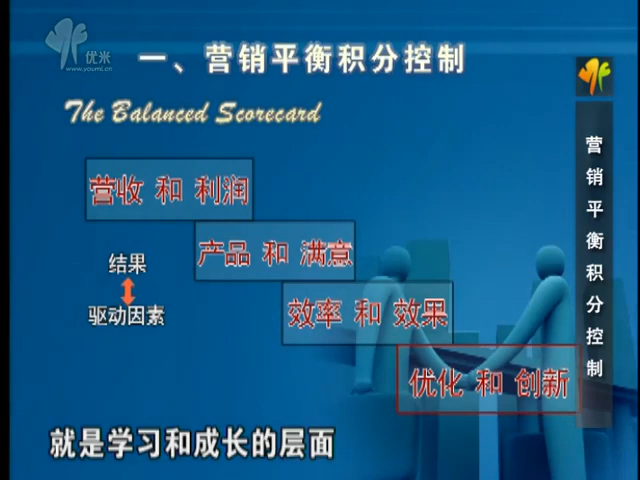 优米
www.youmi.cn
一、营销平衡积分控制
The Balanced Scorecard
营收 和 利润
产品 和 满意
结果
驱动因素
效率 和 效果
优化 和 创新
就是学习和成长的层面
营销平衡积分控制